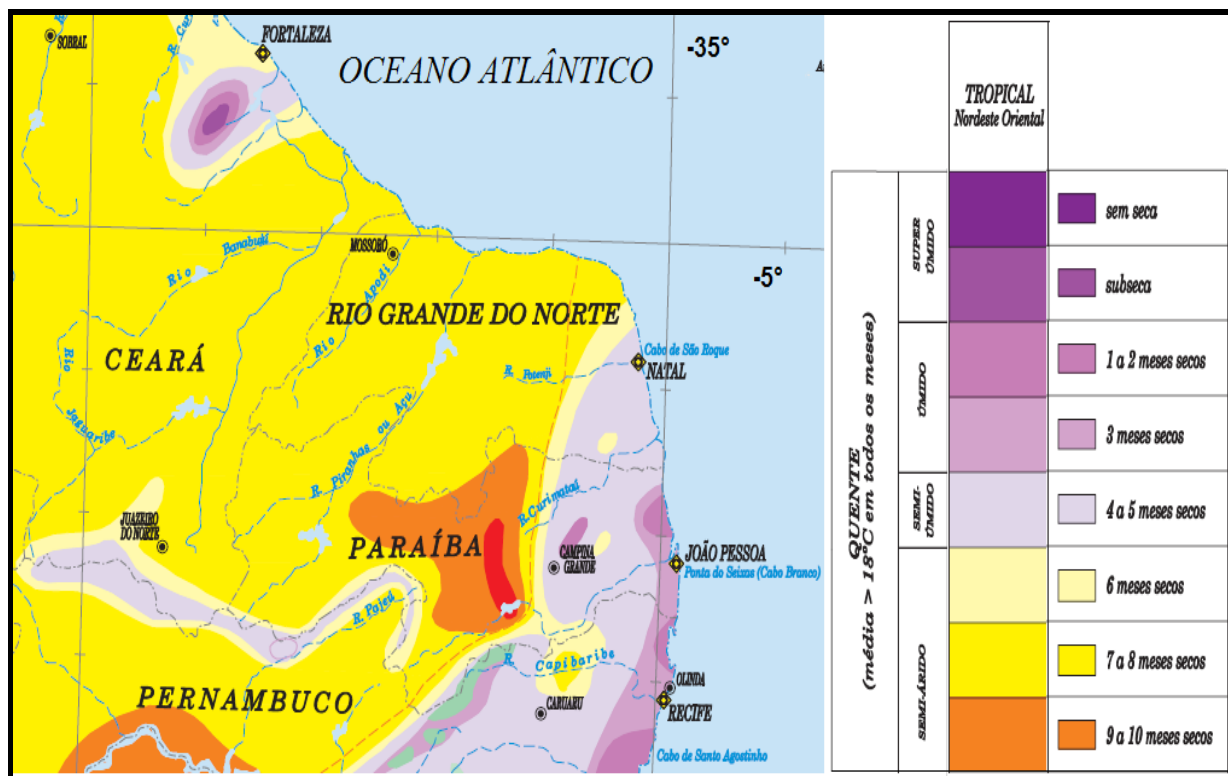 SOBRAL
R. Curu
FORTALEZA
OCEANO ATLÂNTICO
-35°
Rio Banabuiú
MOSSORÓ
-5°
Rio Apodi
RIO GRANDE DO NORTE
CEARÁ
Rio
Jaguaribe
Cabo de São Roque
R. Potenji
NATAL
R. Piranhas ou Açu
R. Curimataú
JUAZEIRO
DO NORTE
PARAÍBA
CAMPINA
GRANDE
JOÃO PESSOA
Ponta do Seixas (Cabo Branco)
R. Pajeú
R. Capibaribe
PERNAMBUCO
OLINDA
CARUARU
RECIFE
Cabo de Santo Agostinho
TROPICAL
Nordeste Oriental
QUENTE
(média > 18°C em todos os meses)
SUPER
ÚMIDO
sem seca
subseca
ÚMIDO
1 a 2 meses secos
3 meses secos
SEMI-
ÚMIDO
4 a 5 meses secos
SEMI-ÁRIDO
6 meses secos
7 a 8 meses secos
9 a 10 meses secos